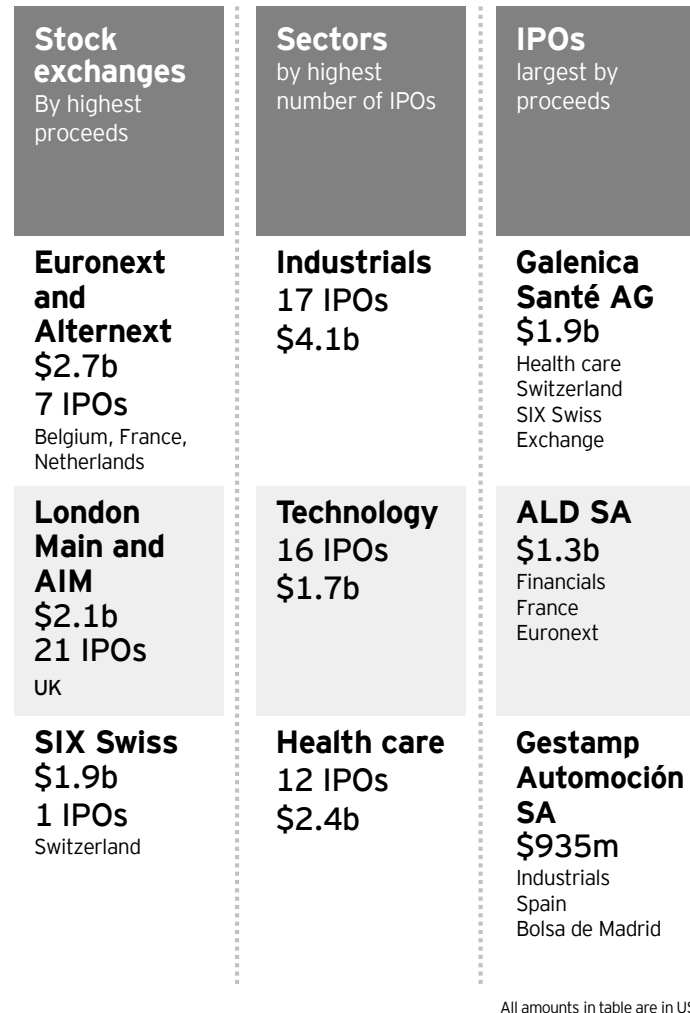 Stock
exchanges
By highest
proceeds
Euronext
and
Alternext
$2.7b
7 IPOs
Belgium, France,
Netherlands
London
Main and
AIM
$2.1b
21 IPOs
UK
SIX Swiss
$1.9b
1 IPOs
Switzerland
Sectors
by highest
number of IPOs
Industrials
17 IPOs
$4.1b
Technology
16 IPOs
$1.7b
Health care
12 IPOs
$2.4b
IPOs
largest by
proceeds
Galenica
Santé AG
$1.9b
Health care
Switzerland
SIX Swiss
Exchange
ALD SA
$1.3b
Financials
France
Euronext
Gestamp
Automoción
SA
$935m
Industrials
Spain
Bolsa de Madrid
All amounts in table are in US